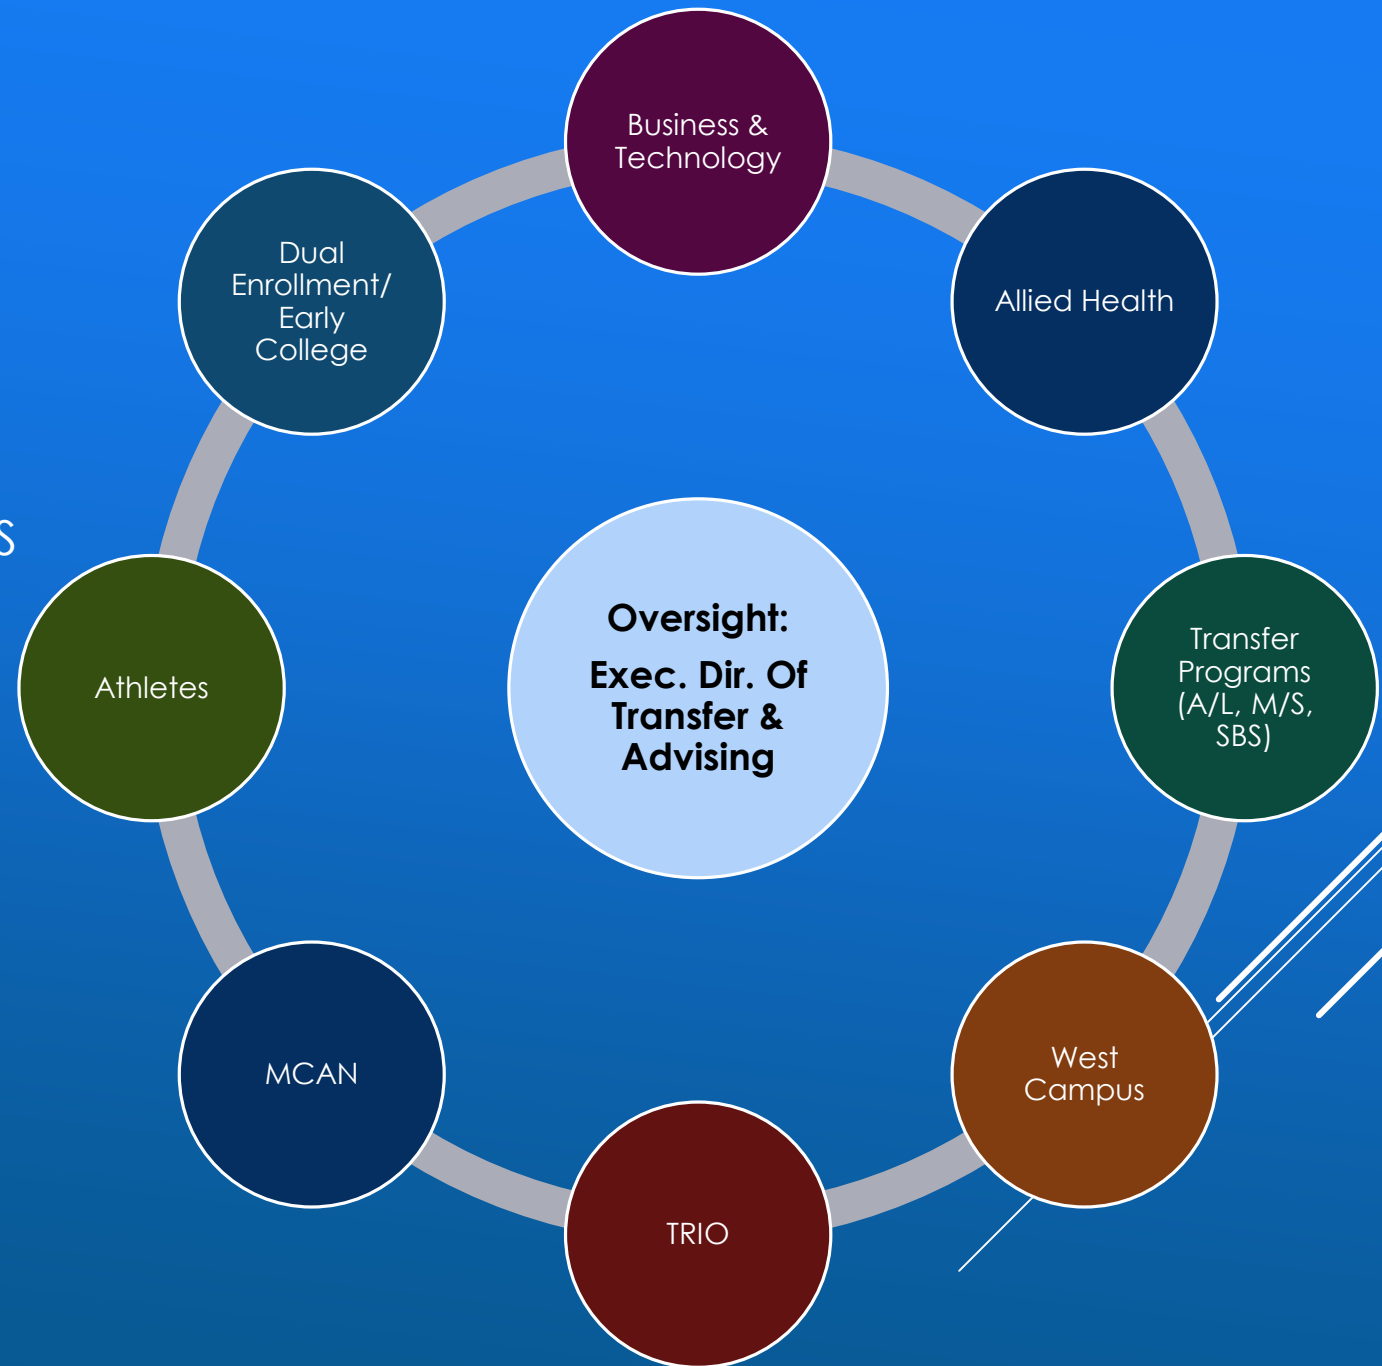 Business &
Technology
Allied Health
Transfer
Programs
(A/L, M/S,
SBS)
West
Campus
TRIO
MCAN
Athletes
Dual
Enrollment/
Early
College
Oversight:
Exec. Dir. Of
Transfer &
Advising